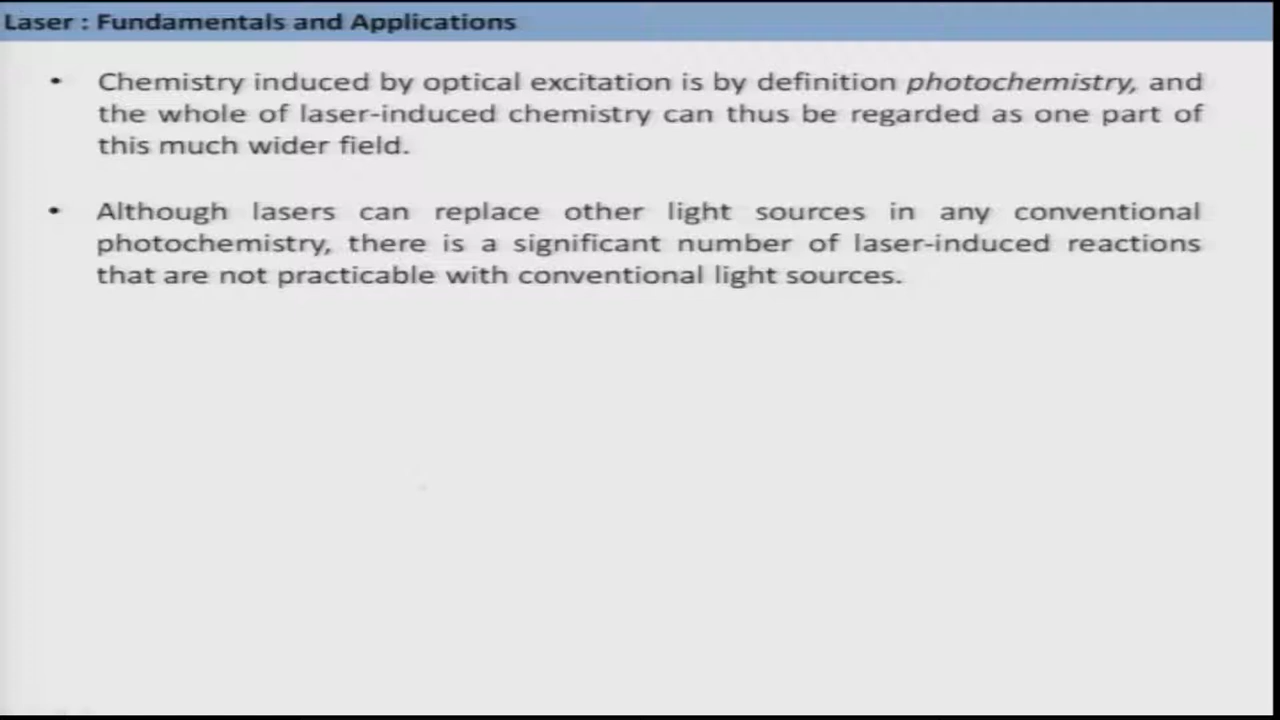 Laser : Fundamentals and Applications
• Chemistry induced by optical excitation is by definition photochemistry, and
the whole of laser-induced chemistry can thus be regarded as one part of
this much wider field.
• Although lasers can replace other light sources in any conventional
photochemistry, there is a significant number of laser-induced reactions
that are not practicable with conventional light sources.